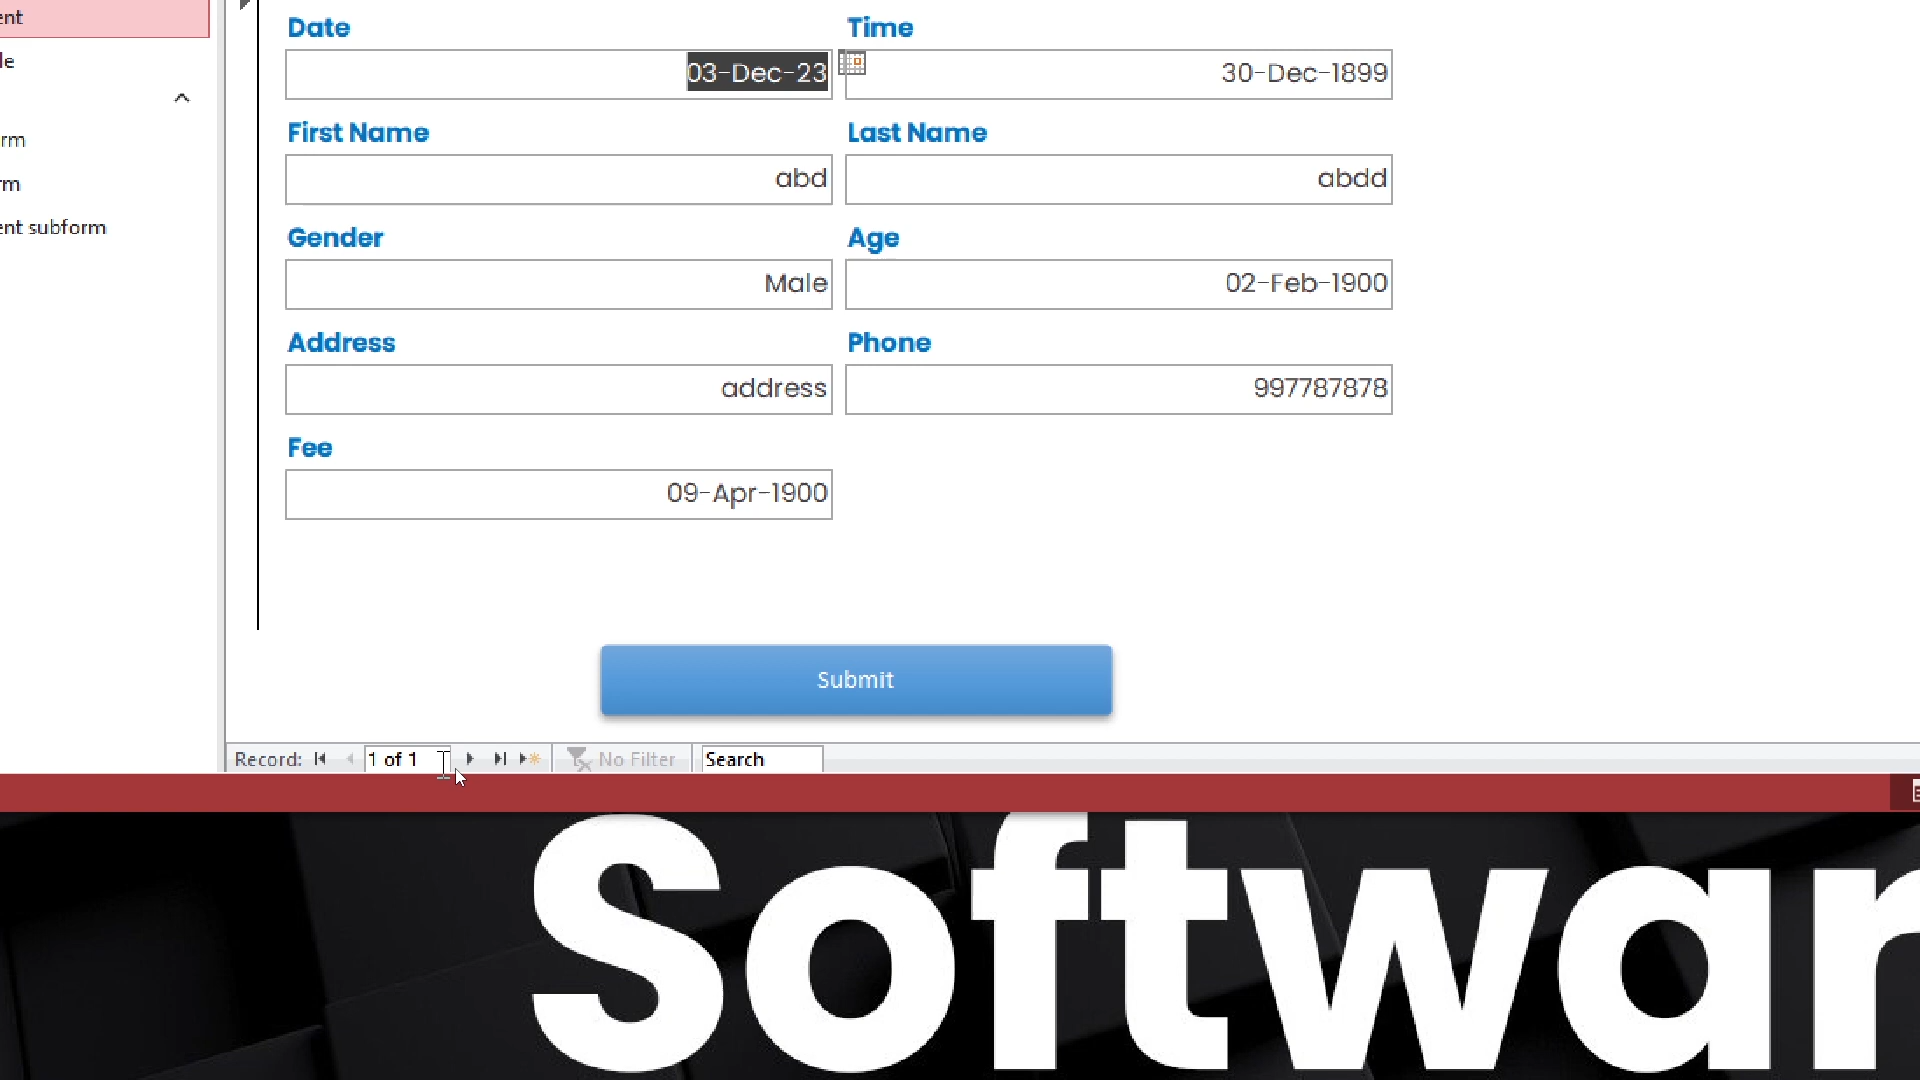 ent
le
rm
rm
ent subform
Date Time
03-Dec-23 30-Dec-1899
First Name Last Name
abd abdd
Gender Age
Male 02-Feb-1900
Address Phone
address 997787878
Fee
09-Apr-1900
Submit
Record: 1 of 1 No Filter Search
Softwar